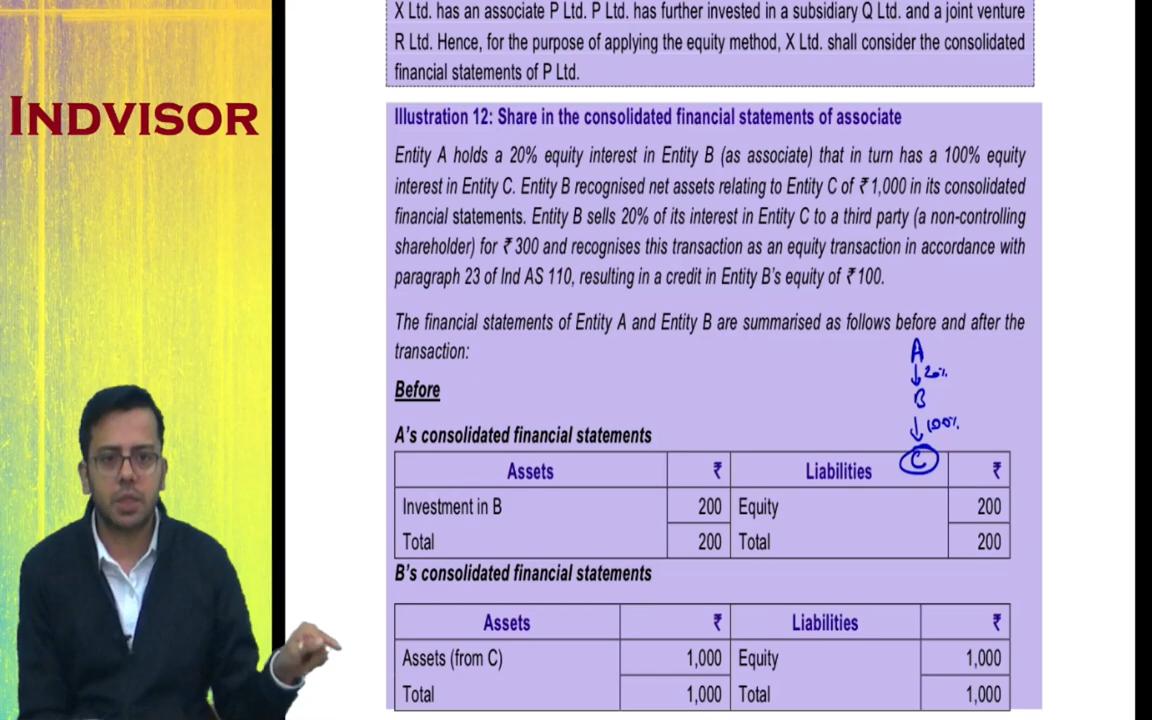 X Ltd. has an associate P Ltd. P Ltd. has further invested in a subsidiary Q Ltd. and a joint venture
R Ltd. Hence, for the purpose of applying the equity method, X Ltd. shall consider the consolidated
financial statements of P Ltd.
INDVISOR
Illustration 12: Share in the consolidated financial statements of associate
Entity A holds a 20% equity interest in Entity B (as associate) that in turn has a 100% equity
interest in Entity C. Entity B recognised net assets relating to Entity C of ₹ 1,000 in its consolidated
financial statements. Entity B sells 20% of its interest in Entity C to a third party (a non-controlling
shareholder) for ₹ 300 and recognises this transaction as an equity transaction in accordance with
paragraph 23 of Ind AS 110, resulting in a credit in Entity B's equity of ₹ 100.
The financial statements of Entity A and Entity B are summarised as follows before and after the
transaction:
A
20%
B
100%
C
Before
A's consolidated financial statements
Assets ₹ Liabilities ₹
Investment in B 200 Equity 200
Total 200 Total 200
B's consolidated financial statements
Assets ₹ Liabilities ₹
Assets (from C) 1,000 Equity 1,000
Total 1,000 Total 1,000